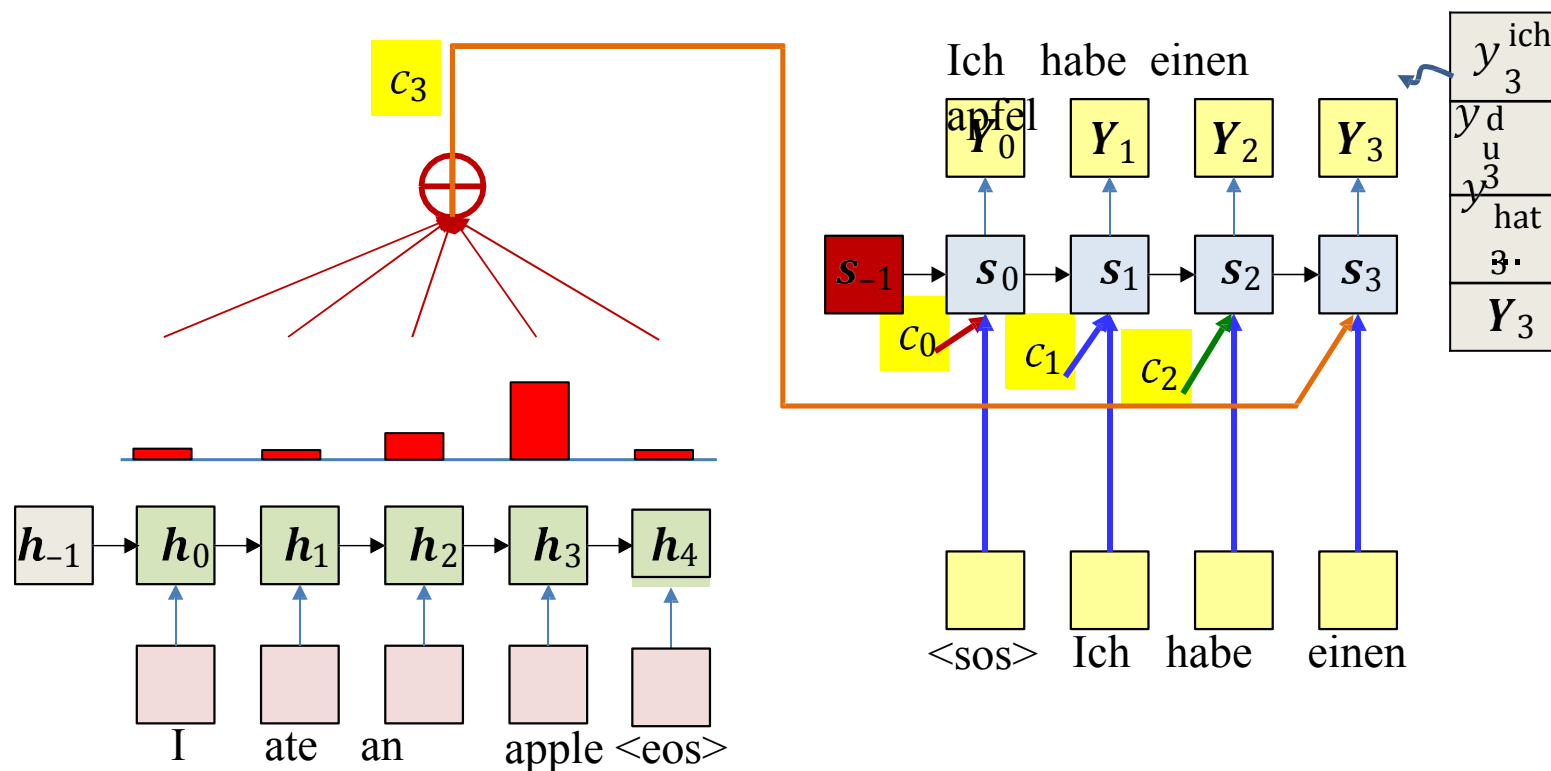 c₃
Ich habe einen
apfel
Y₀ Y₁ Y₂ Y₃
y₃ ich
y₃ du
y₃ hat
...
Y₃
s₋₁ s₀ s₁ s₂ s₃
c₀ c₁ c₂
h₋₁ h₀ h₁ h₂ h₃ h₄
<sos> Ich habe einen
I ate an apple <eos>